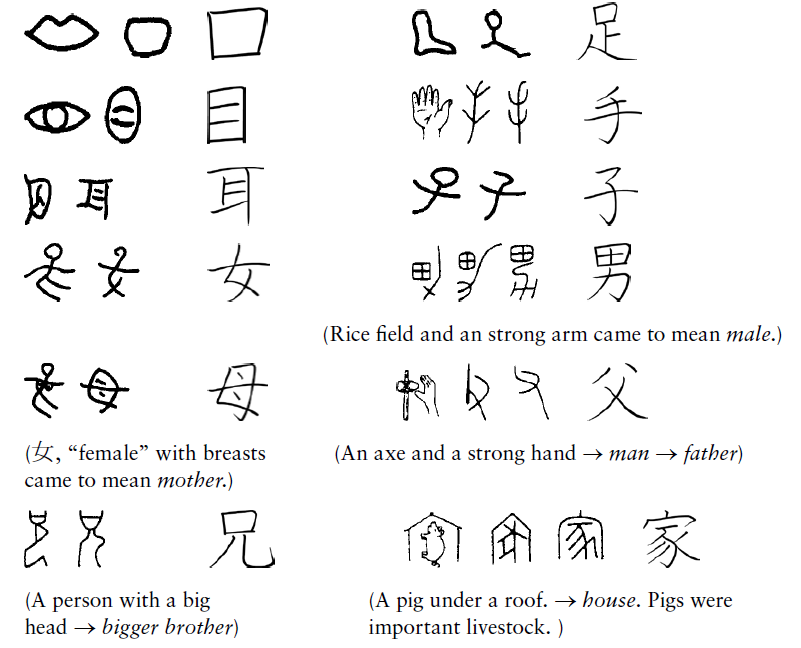 口 足
目 手
耳 子
女 男
(Rice field and an strong arm came to mean male.)
母 父
(女, “female” with breasts
came to mean mother.)
(An axe and a strong hand → man → father)
兄 家
(A person with a big
head → bigger brother)
(A pig under a roof. → house. Pigs were
important livestock. )